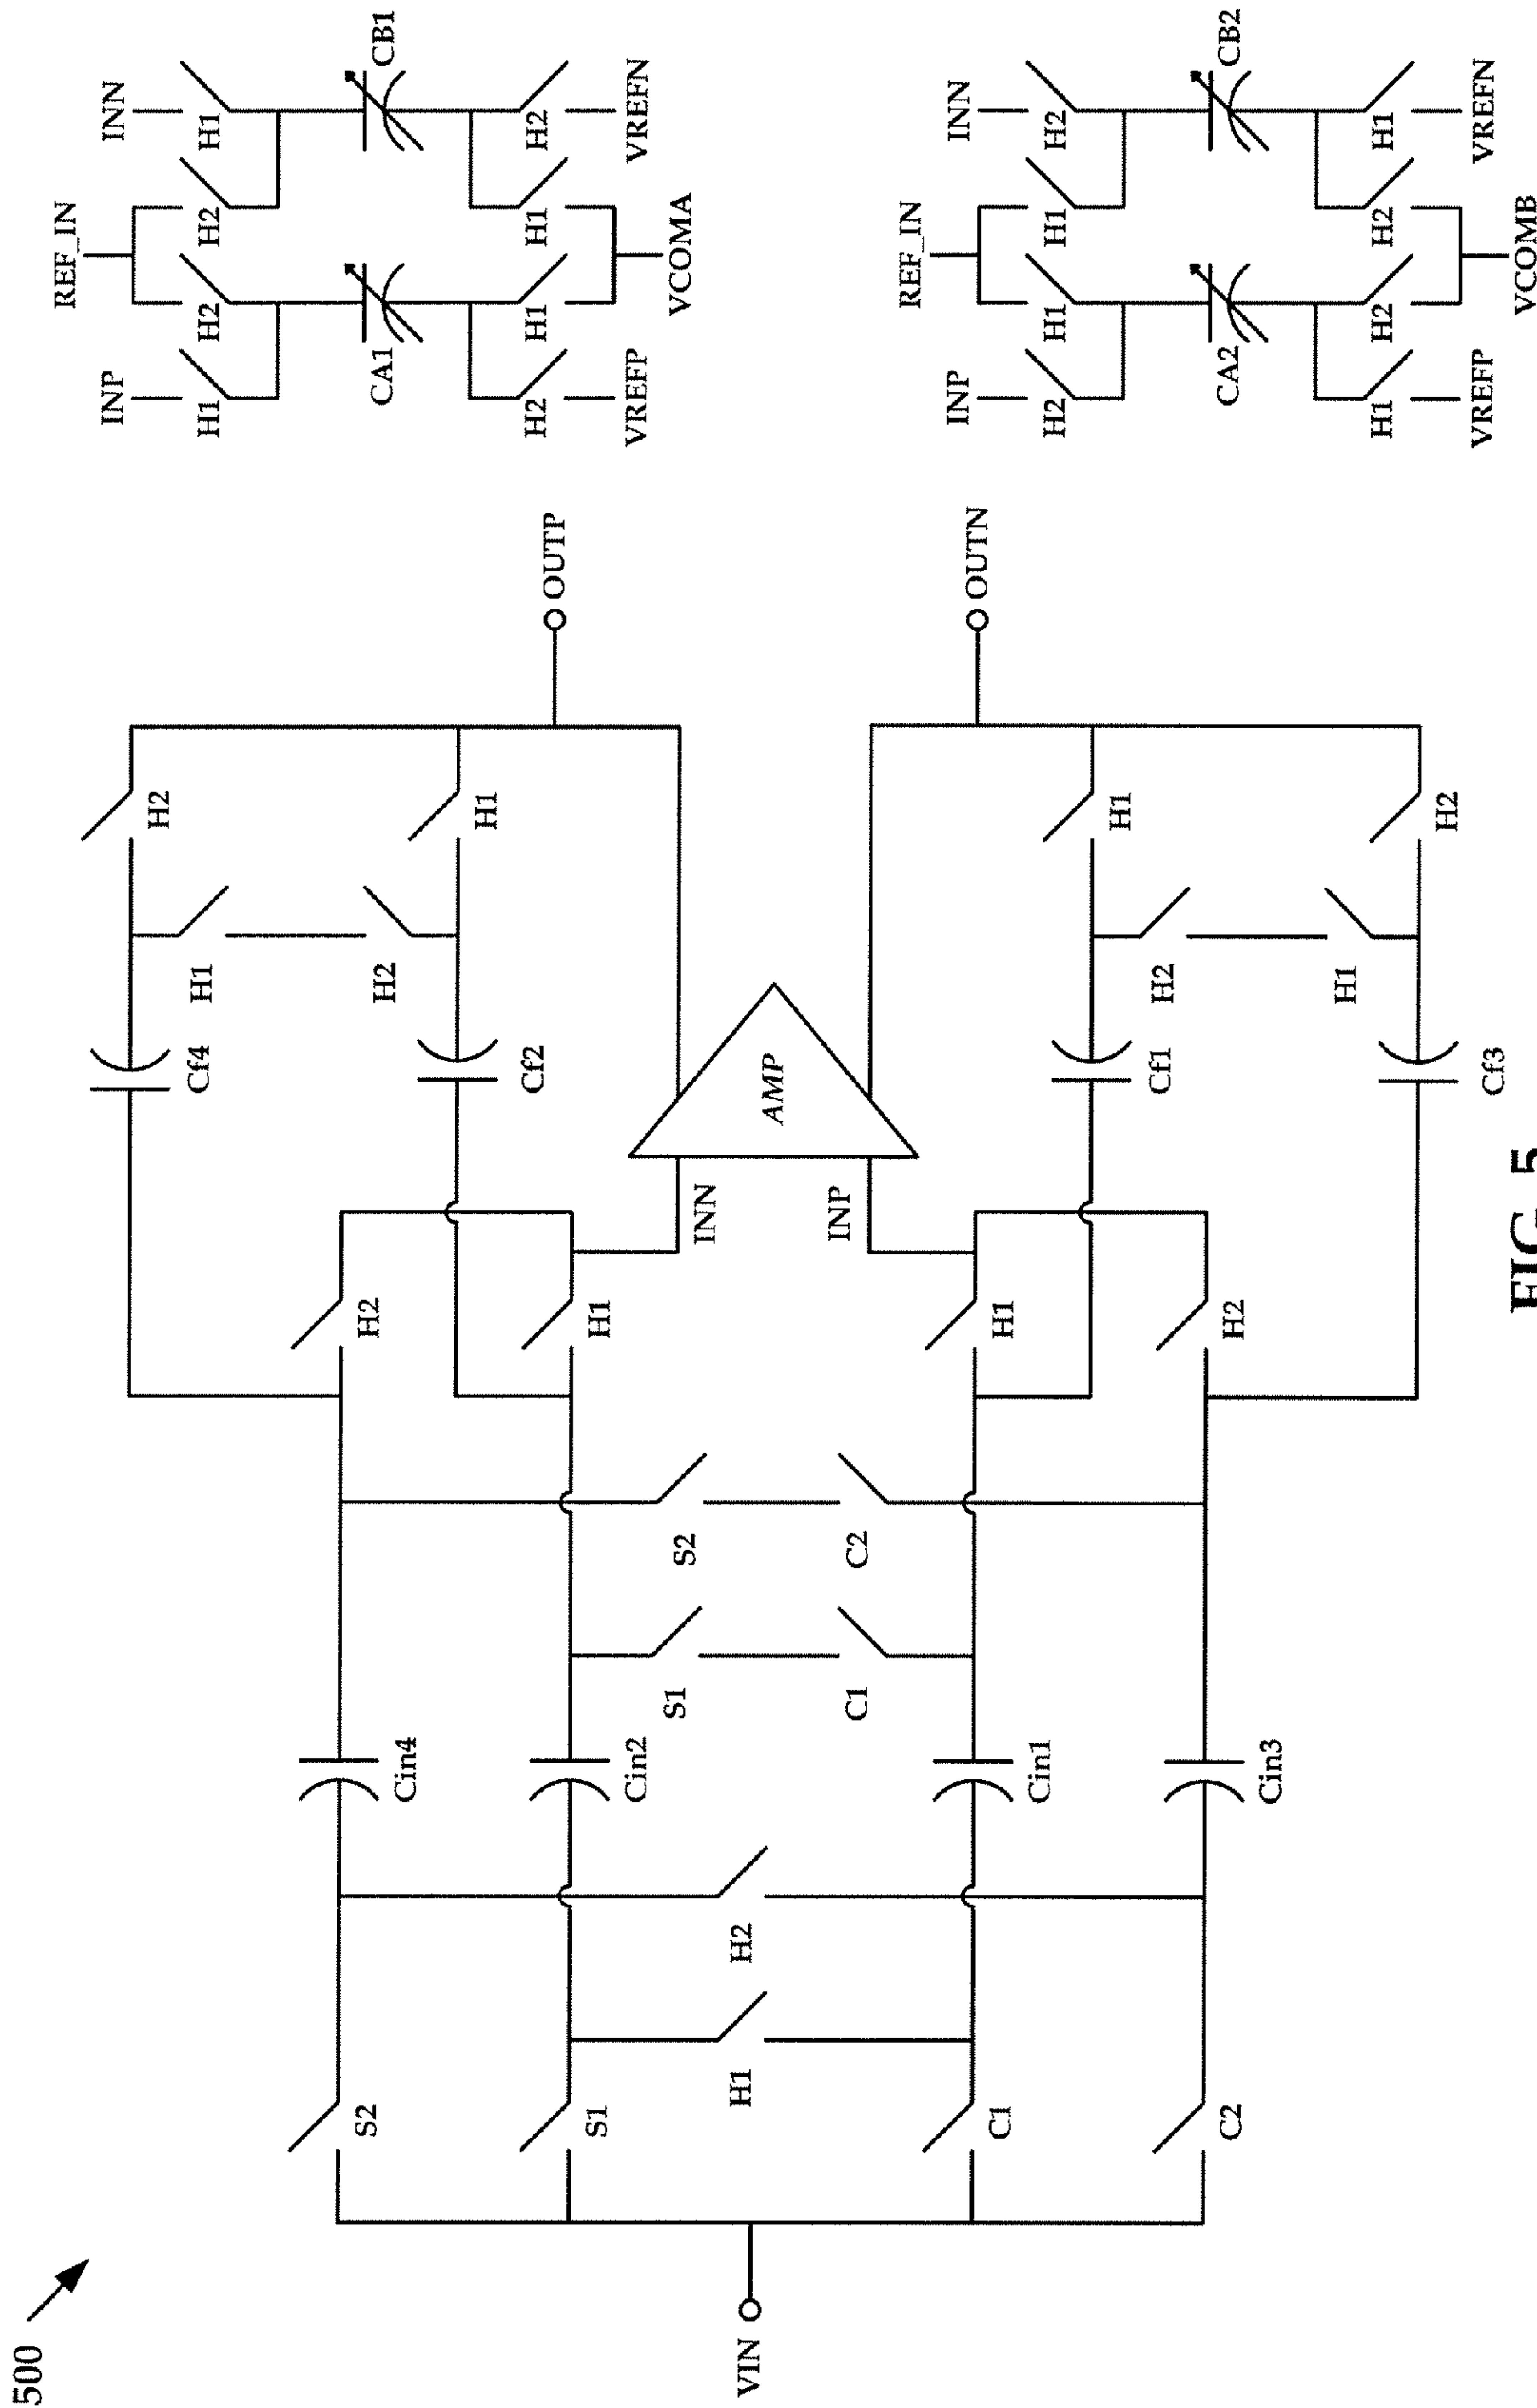 500
VIN
S2
S1
C1
C2
H1
H2
Cin4
Cin2
Cin1
Cin3
S1
C1
S2
C2
H2
H1
H1
H2
INN
INP
AMP
Cf4
Cf2
Cf1
Cf3
H1
H2
H2
H1
H2
H1
H1
H2
OUTP
OUTN
INP
REF_IN
INN
H1
H2
H2
H1
CA1
CB1
H2
H1
H1
H2
VREFP
VCOMA
VREFN
INP
REF_IN
INN
H2
H1
H1
H2
CA2
CB2
H1
H2
H2
H1
VREFP
VCOMB
VREFN
FIG. 5